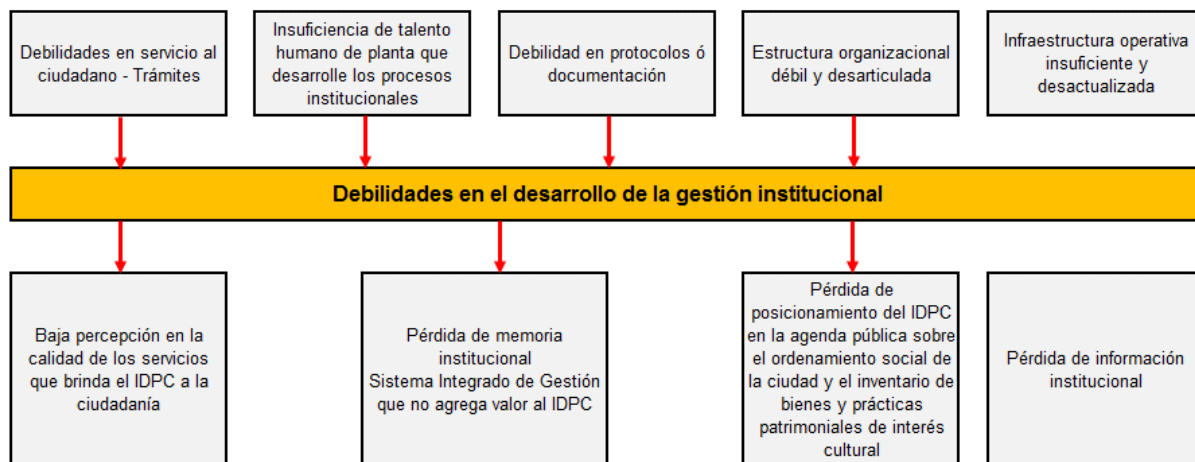 Debilidades en servicio al
ciudadano - Trámites
Insuficiencia de talento
humano de planta que
desarrolle los procesos
institucionales
Debilidad en protocolos ó
documentación
Estructura organizacional
débil y desarticulada
Infraestructura operativa
insuficiente y
desactualizada
Debilidades en el desarrollo de la gestión institucional
Baja percepción en la
calidad de los servicios
que brinda el IDPC a la
ciudadanía
Pérdida de memoria
institucional
Sistema Integrado de Gestión
que no agrega valor al IDPC
Pérdida de
posicionamiento del IDPC
en la agenda pública sobre
el ordenamiento social de
la ciudad y el inventario de
bienes y prácticas
patrimoniales de interés
cultural
Pérdida de información
institucional